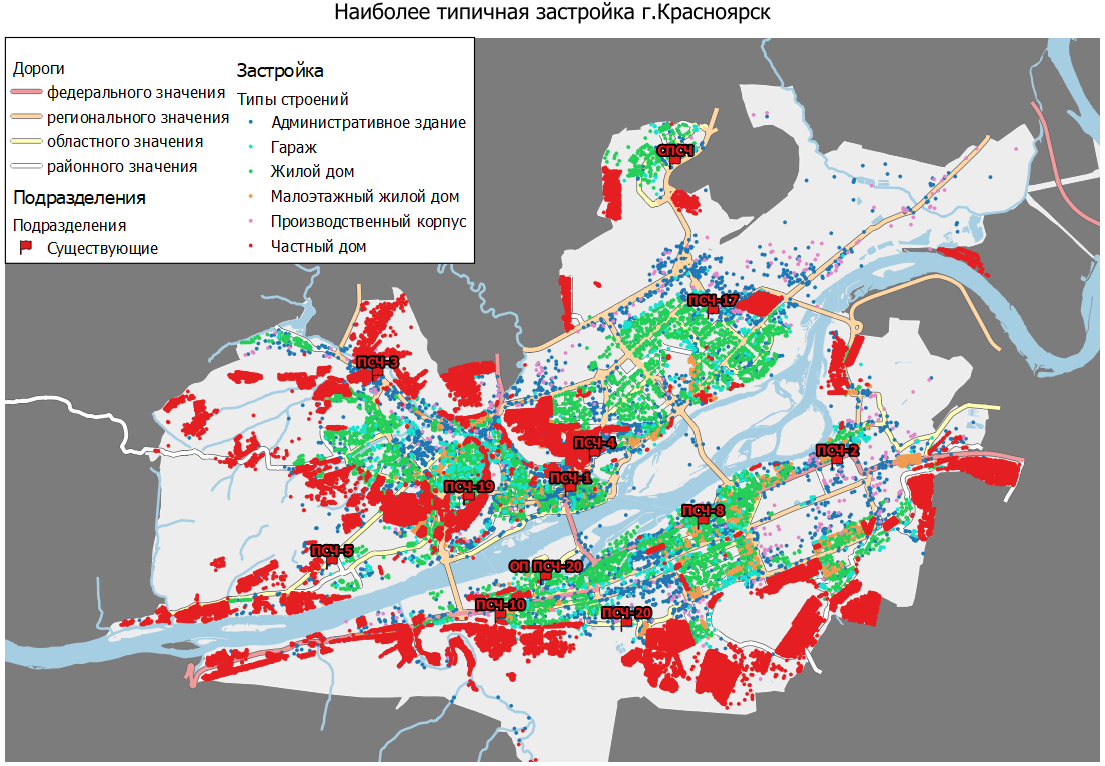 Наиболее типичная застройка г.Красноярск
Дороги
федерального значения
регионального значения
областного значения
районного значения
Подразделения
Подразделения
Существующие
Застройка
Типы строений
Административное здание
Гараж
Жилой дом
Малоэтажный жилой дом
Производственный корпус
Частный дом
СПСЧ
ПСЧ-17
ПСЧ-3
ПСЧ-4
ПСЧ-2
ПСЧ-1
ПСЧ-19
ПСЧ-8
ПСЧ-5
ОП ПСЧ-20
ПСЧ-10
ПСЧ-20